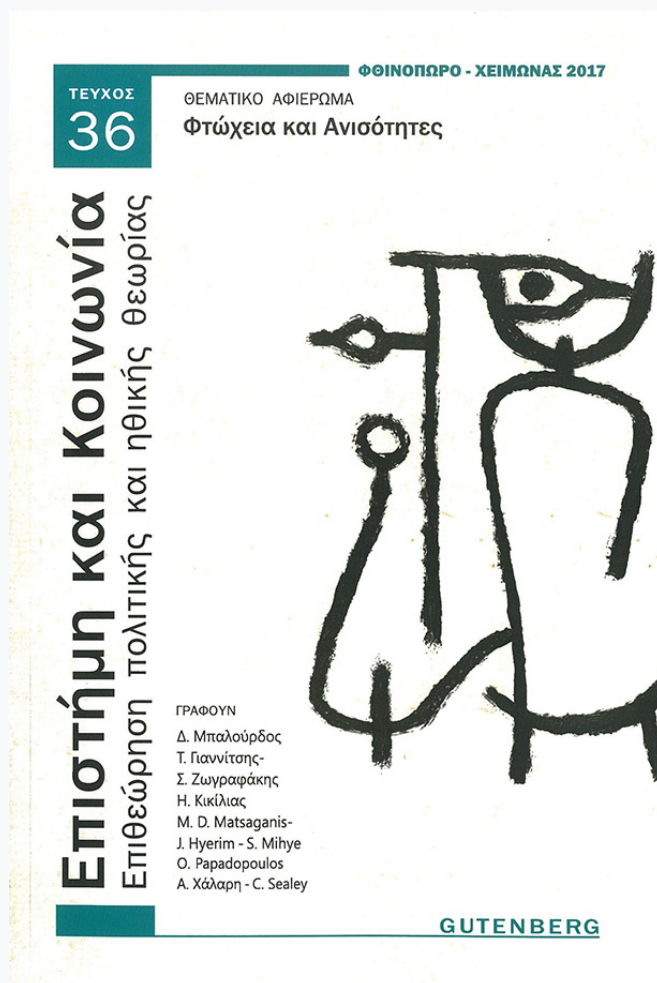 ΦΘΙΝΟΠΩΡΟ - ΧΕΙΜΩΝΑΣ 2017
ΤΕΥΧΟΣ
36
ΘΕΜΑΤΙΚΟ ΑΦΙΕΡΩΜΑ
Φτώχεια και Ανισότητες
Επιστήμη και Κοινωνία
Επιθεώρηση πολιτικής και ηθικής θεωρίας
ΓΡΑΦΟΥΝ
Δ. Μπαλούρδος
Τ. Γιαννίτσης-
Σ. Ζωγραφάκης
Η. Κικίλιας
M. D. Matsaganis-
J. Hyerim - S. Mihye
O. Papadopoulos
Α. Χάλαρη - C. Sealey
GUTENBERG